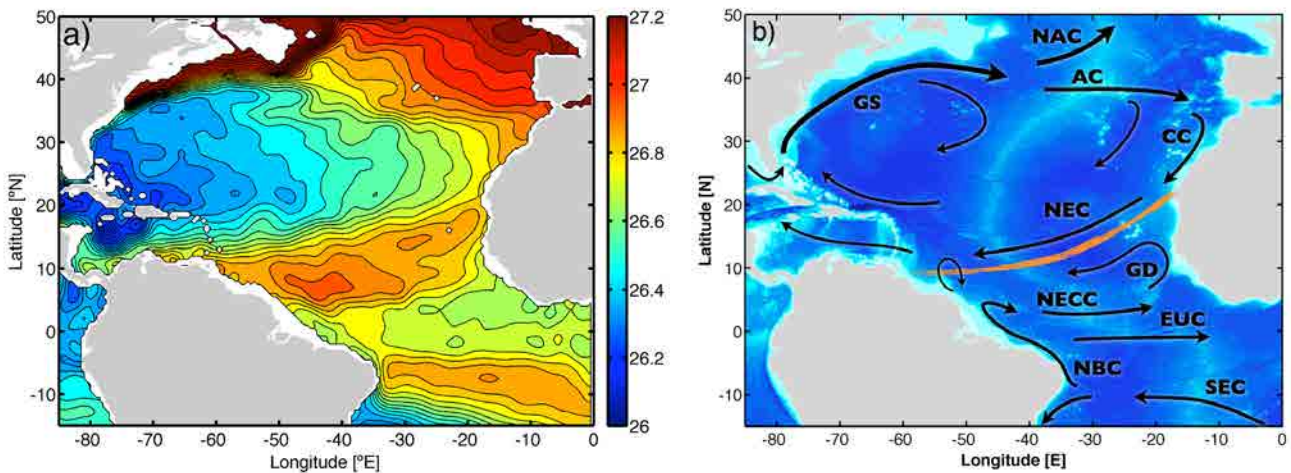 a)
50
40
30
20
10
0
-10
Latitude [ºN]
-80 -70 -60 -50 -40 -30 -20 -10 0
Longitude [ºE]
27.2
27
26.8
26.6
26.4
26.2
26
b)
50
40
30
20
10
0
-10
Latitude [N]
-80 -70 -60 -50 -40 -30 -20 -10 0
Longitude [E]
NAC
AC
GS
CC
NEC
GD
NECC
EUC
NBC
SEC